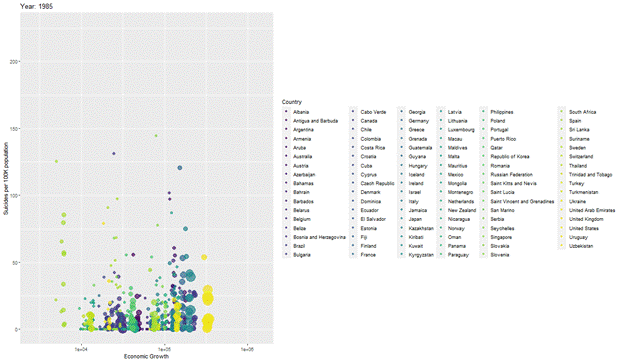 Year: 1985
Suicides per 100K population
200
150
100
50
0
1e+04
1e+05
1e+06
Economic Growth
Country
Albania
Antigua and Barbuda
Argentina
Armenia
Aruba
Australia
Austria
Azerbaijan
Bahamas
Bahrain
Barbados
Belarus
Belgium
Belize
Bosnia and Herzegovina
Brazil
Bulgaria
Cabo Verde
Canada
Chile
Colombia
Costa Rica
Croatia
Cuba
Cyprus
Czech Republic
Denmark
Dominica
Ecuador
El Salvador
Estonia
Fiji
Finland
France
Georgia
Germany
Greece
Grenada
Guatemala
Guyana
Hungary
Iceland
Ireland
Israel
Italy
Jamaica
Japan
Kazakhstan
Kiribati
Kuwait
Kyrgyzstan
Latvia
Lithuania
Luxembourg
Macau
Maldives
Malta
Mauritius
Mexico
Mongolia
Montenegro
Netherlands
New Zealand
Nicaragua
Norway
Oman
Panama
Paraguay
Philippines
Poland
Portugal
Puerto Rico
Qatar
Republic of Korea
Romania
Russian Federation
Saint Kitts and Nevis
Saint Lucia
Saint Vincent and Grenadines
San Marino
Serbia
Seychelles
Singapore
Slovakia
Slovenia
South Africa
Spain
Sri Lanka
Suriname
Sweden
Switzerland
Thailand
Trinidad and Tobago
Turkey
Turkmenistan
Ukraine
United Arab Emirates
United Kingdom
United States
Uruguay
Uzbekistan